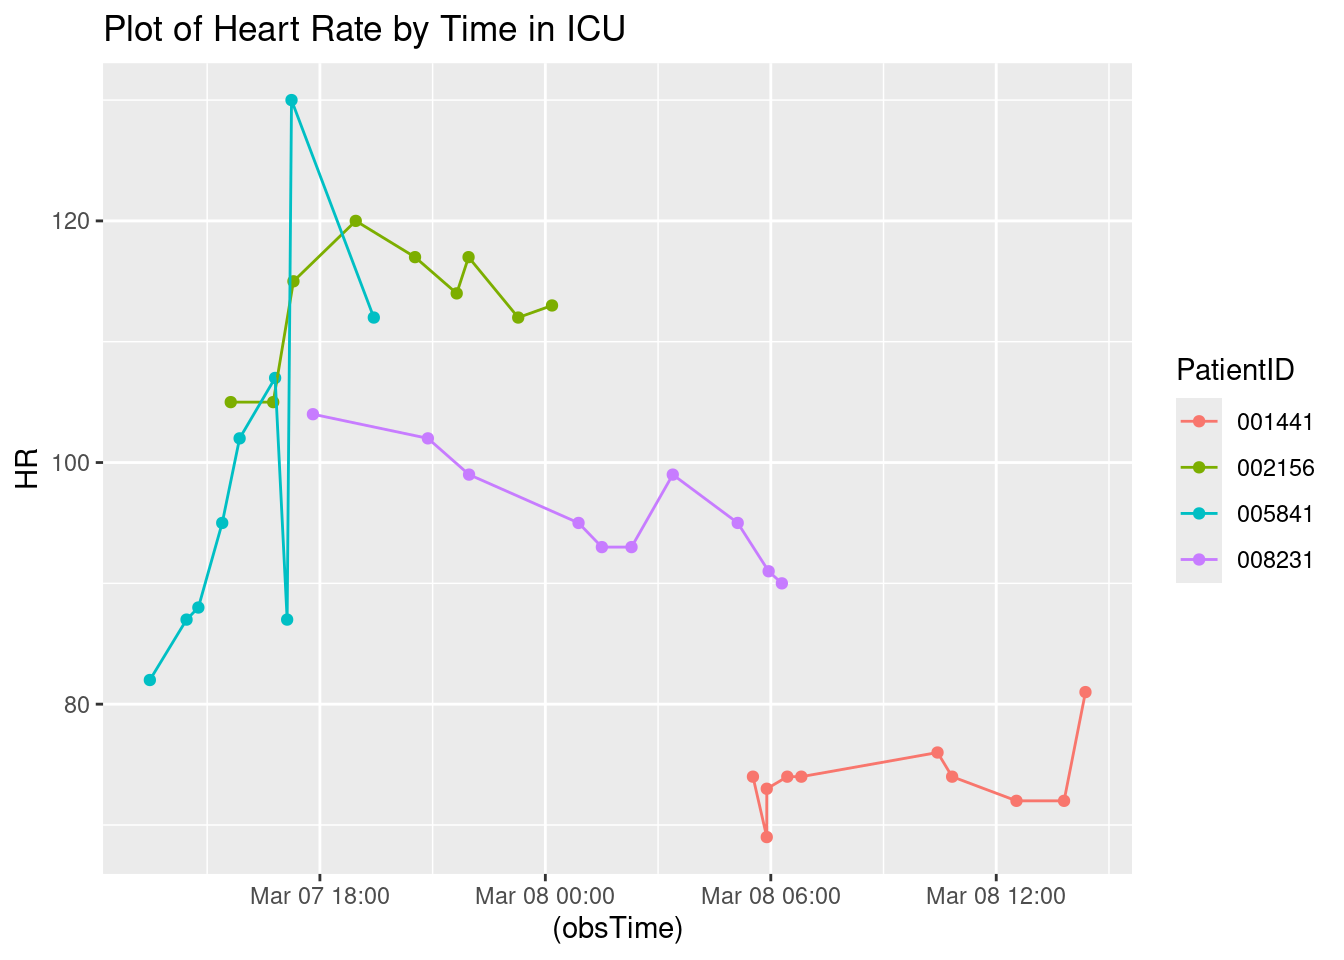 Plot of Heart Rate by Time in ICU
HR
120
100
80
Mar 07 18:00
Mar 08 00:00
Mar 08 06:00
Mar 08 12:00
(obsTime)
PatientID
001441
002156
005841
008231